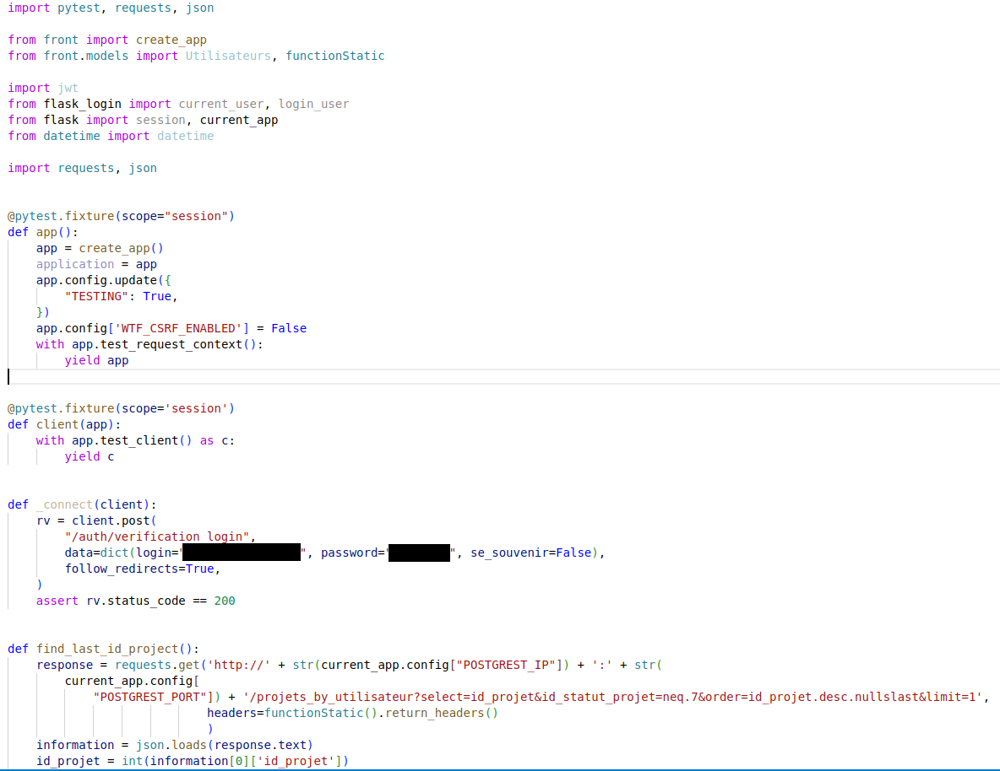 import pytest, requests, json
from front import create_app
from front.models import Utilisateurs, functionStatic
import jwt
from flask_login import current_user, login_user
from flask import session, current_app
from datetime import datetime
import requests, json
@pytest.fixture(scope="session")
def app():
app = create_app()
application = app
app.config.update({
"TESTING": True,
})
app.config['WTF_CSRF_ENABLED'] = False
with app.test_request_context():
yield app
@pytest.fixture(scope='session')
def client(app):
with app.test_client() as c:
yield c
def _connect(client):
rv = client.post(
"/auth/verification_login",
data=dict(login="", password="", se_souvenir=False),
follow_redirects=True,
)
assert rv.status_code == 200
def find_last_id_project():
response = requests.get('http://' + str(current_app.config["POSTGREST_IP"]) + ':' + str(
current_app.config[
"POSTGREST_PORT"]) + '/projets_by_utilisateur?select=id_projet&id_statut_projet=neq.7&order=id_projet.desc.nullslast&limit=1',
headers=functionStatic().return_headers()
)
information = json.loads(response.text)
id_projet = int(information[0]['id_projet'])